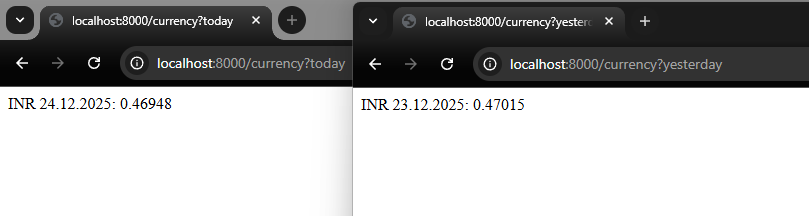 localhost:8000/currency?today
localhost:8000/currency?today
INR 24.12.2025: 0.46948
localhost:8000/currency?yester
localhost:8000/currency?yesterday
INR 23.12.2025: 0.47015